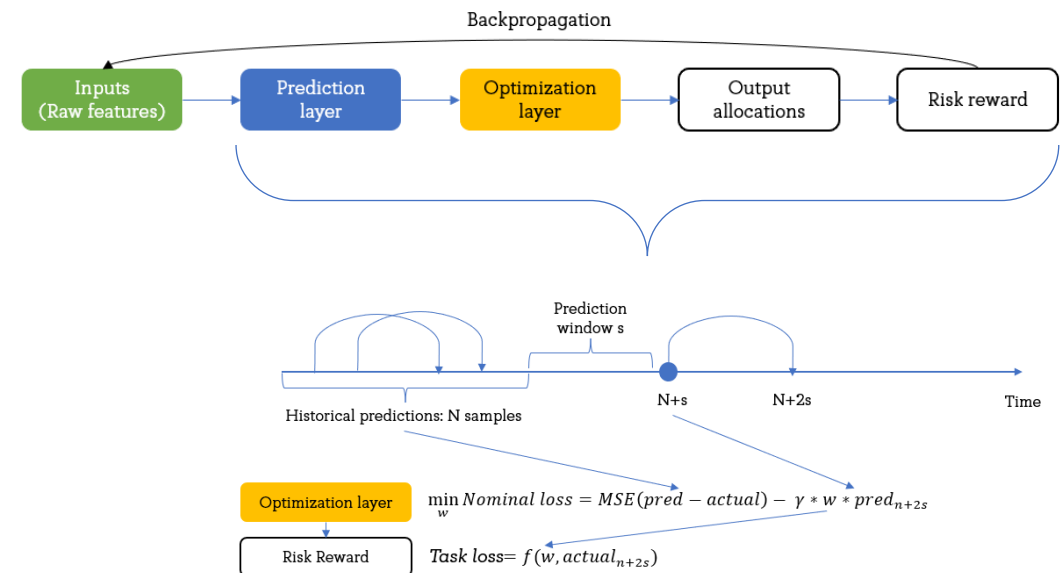 Backpropagation
Inputs
(Raw features)
Prediction
layer
Optimization
layer
Output
allocations
Risk reward
Prediction
window s
N+s
N+2s
Time
Historical predictions: N samples
Optimization layer
min Nominal loss = MSE(pred − actual) − γ * w * pred_{n+2s}
w
Risk Reward
Task loss= f(w, actual_{n+2s})